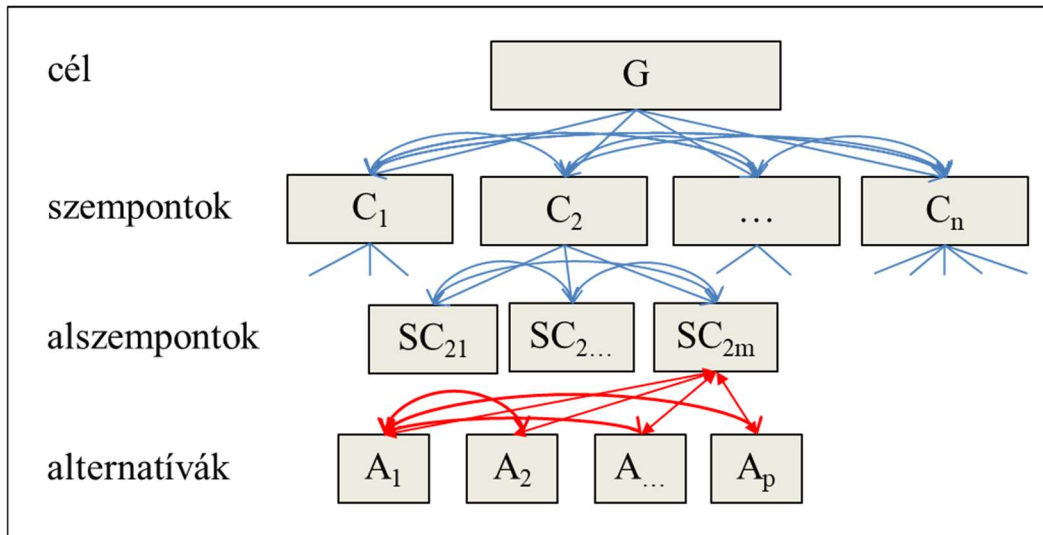 cél G
szempontok C₁ C₂ … Cₙ
alszempontok SC₂₁ SC₂… SC₂ₘ
alternatívák A₁ A₂ A… Aₚ